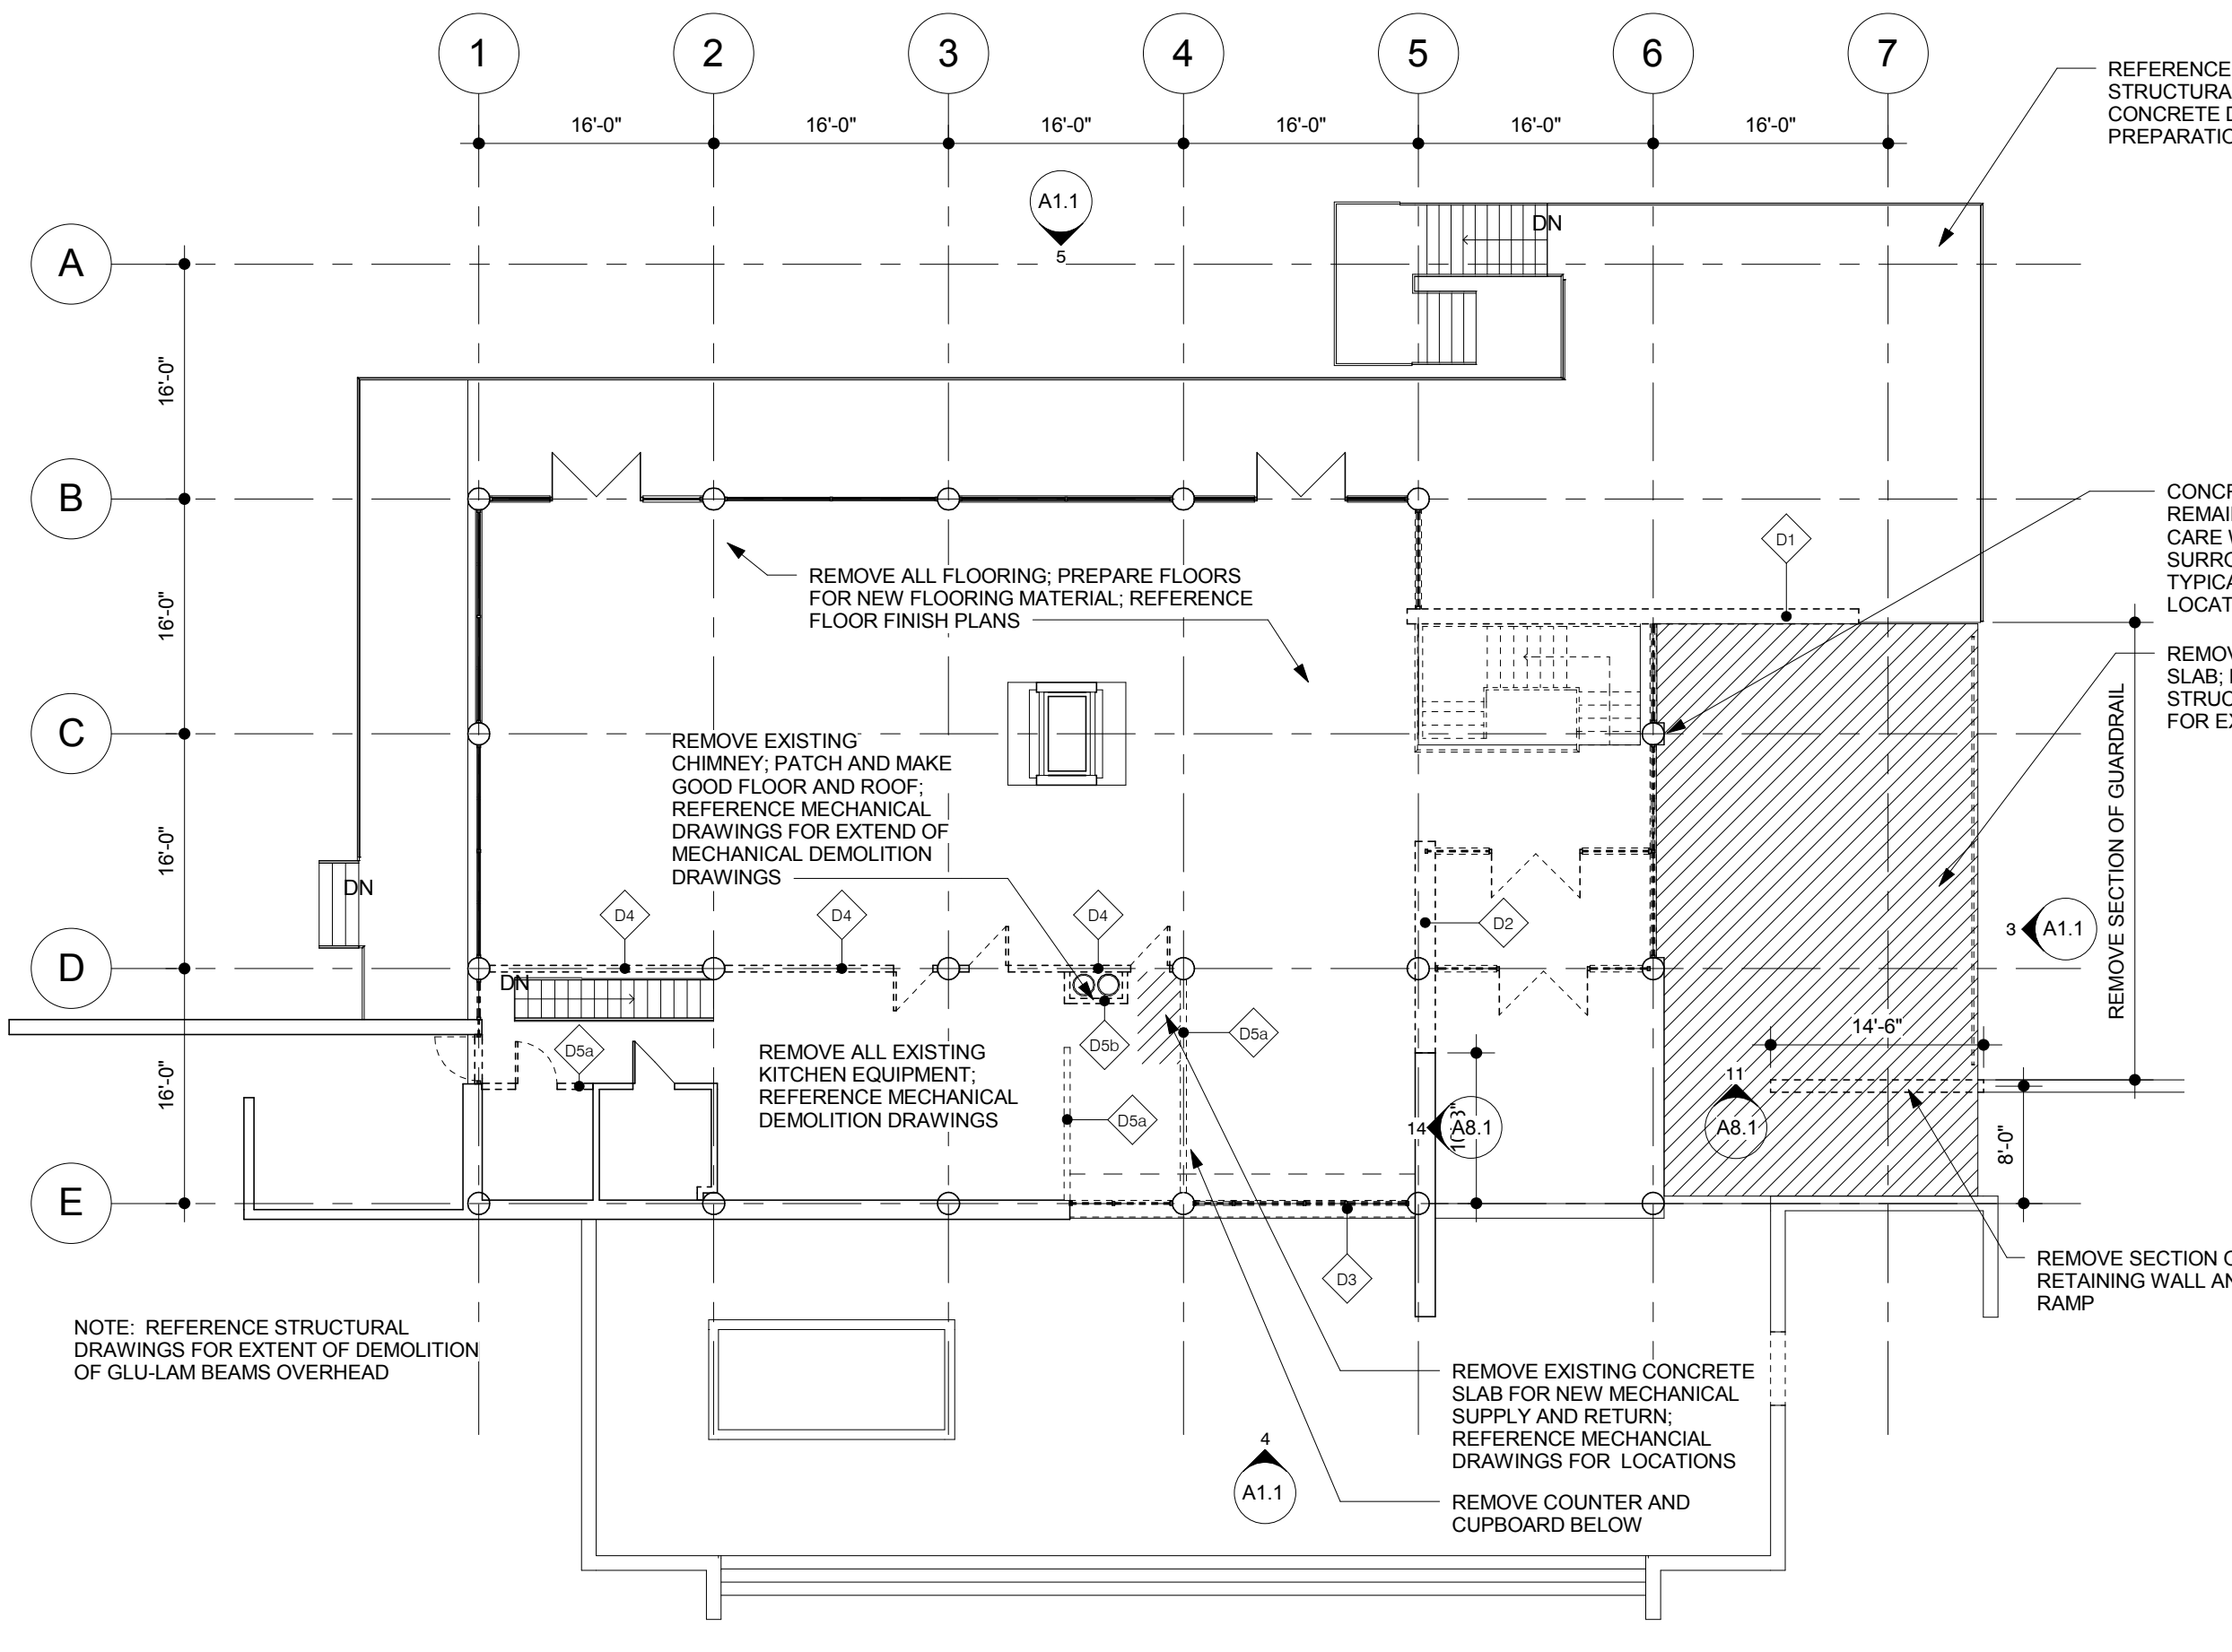 1 2 3 4 5 6 7
16'-0" 16'-0" 16'-0" 16'-0" 16'-0" 16'-0"
REFERENCE
STRUCTURA
CONCRETE D
PREPARATIO
A1.1
5
DN
A
16'-0"
B
CONCR
REMAI
CARE W
SURRO
TYPICA
LOCAT
D1
REMOVE ALL FLOORING; PREPARE FLOORS
FOR NEW FLOORING MATERIAL; REFERENCE
FLOOR FINISH PLANS
16'-0"
REMOV
SLAB;
STRUC
FOR EX
REMOVE SECTION OF GUARDRAIL
C
REMOVE EXISTING
CHIMNEY; PATCH AND MAKE
GOOD FLOOR AND ROOF;
REFERENCE MECHANICAL
DRAWINGS FOR EXTEND OF
MECHANICAL DEMOLITION
DRAWINGS
16'-0"
DN
D4 D4 D4 D2
3 A1.1
D
DN
14'-6"
D5a D5b D5a
REMOVE ALL EXISTING
KITCHEN EQUIPMENT;
REFERENCE MECHANICAL
DEMOLITION DRAWINGS
16'-0"
D5a
14 A8.1
11
A8.1
8'-0"
E
D3
REMOVE SECTION
RETAINING WALL AN
RAMP
NOTE: REFERENCE STRUCTURAL
DRAWINGS FOR EXTENT OF DEMOLITION
OF GLU-LAM BEAMS OVERHEAD
REMOVE EXISTING CONCRETE
SLAB FOR NEW MECHANICAL
SUPPLY AND RETURN;
REFERENCE MECHANCIAL
DRAWINGS FOR LOCATIONS
4
A1.1
REMOVE COUNTER AND
CUPBOARD BELOW